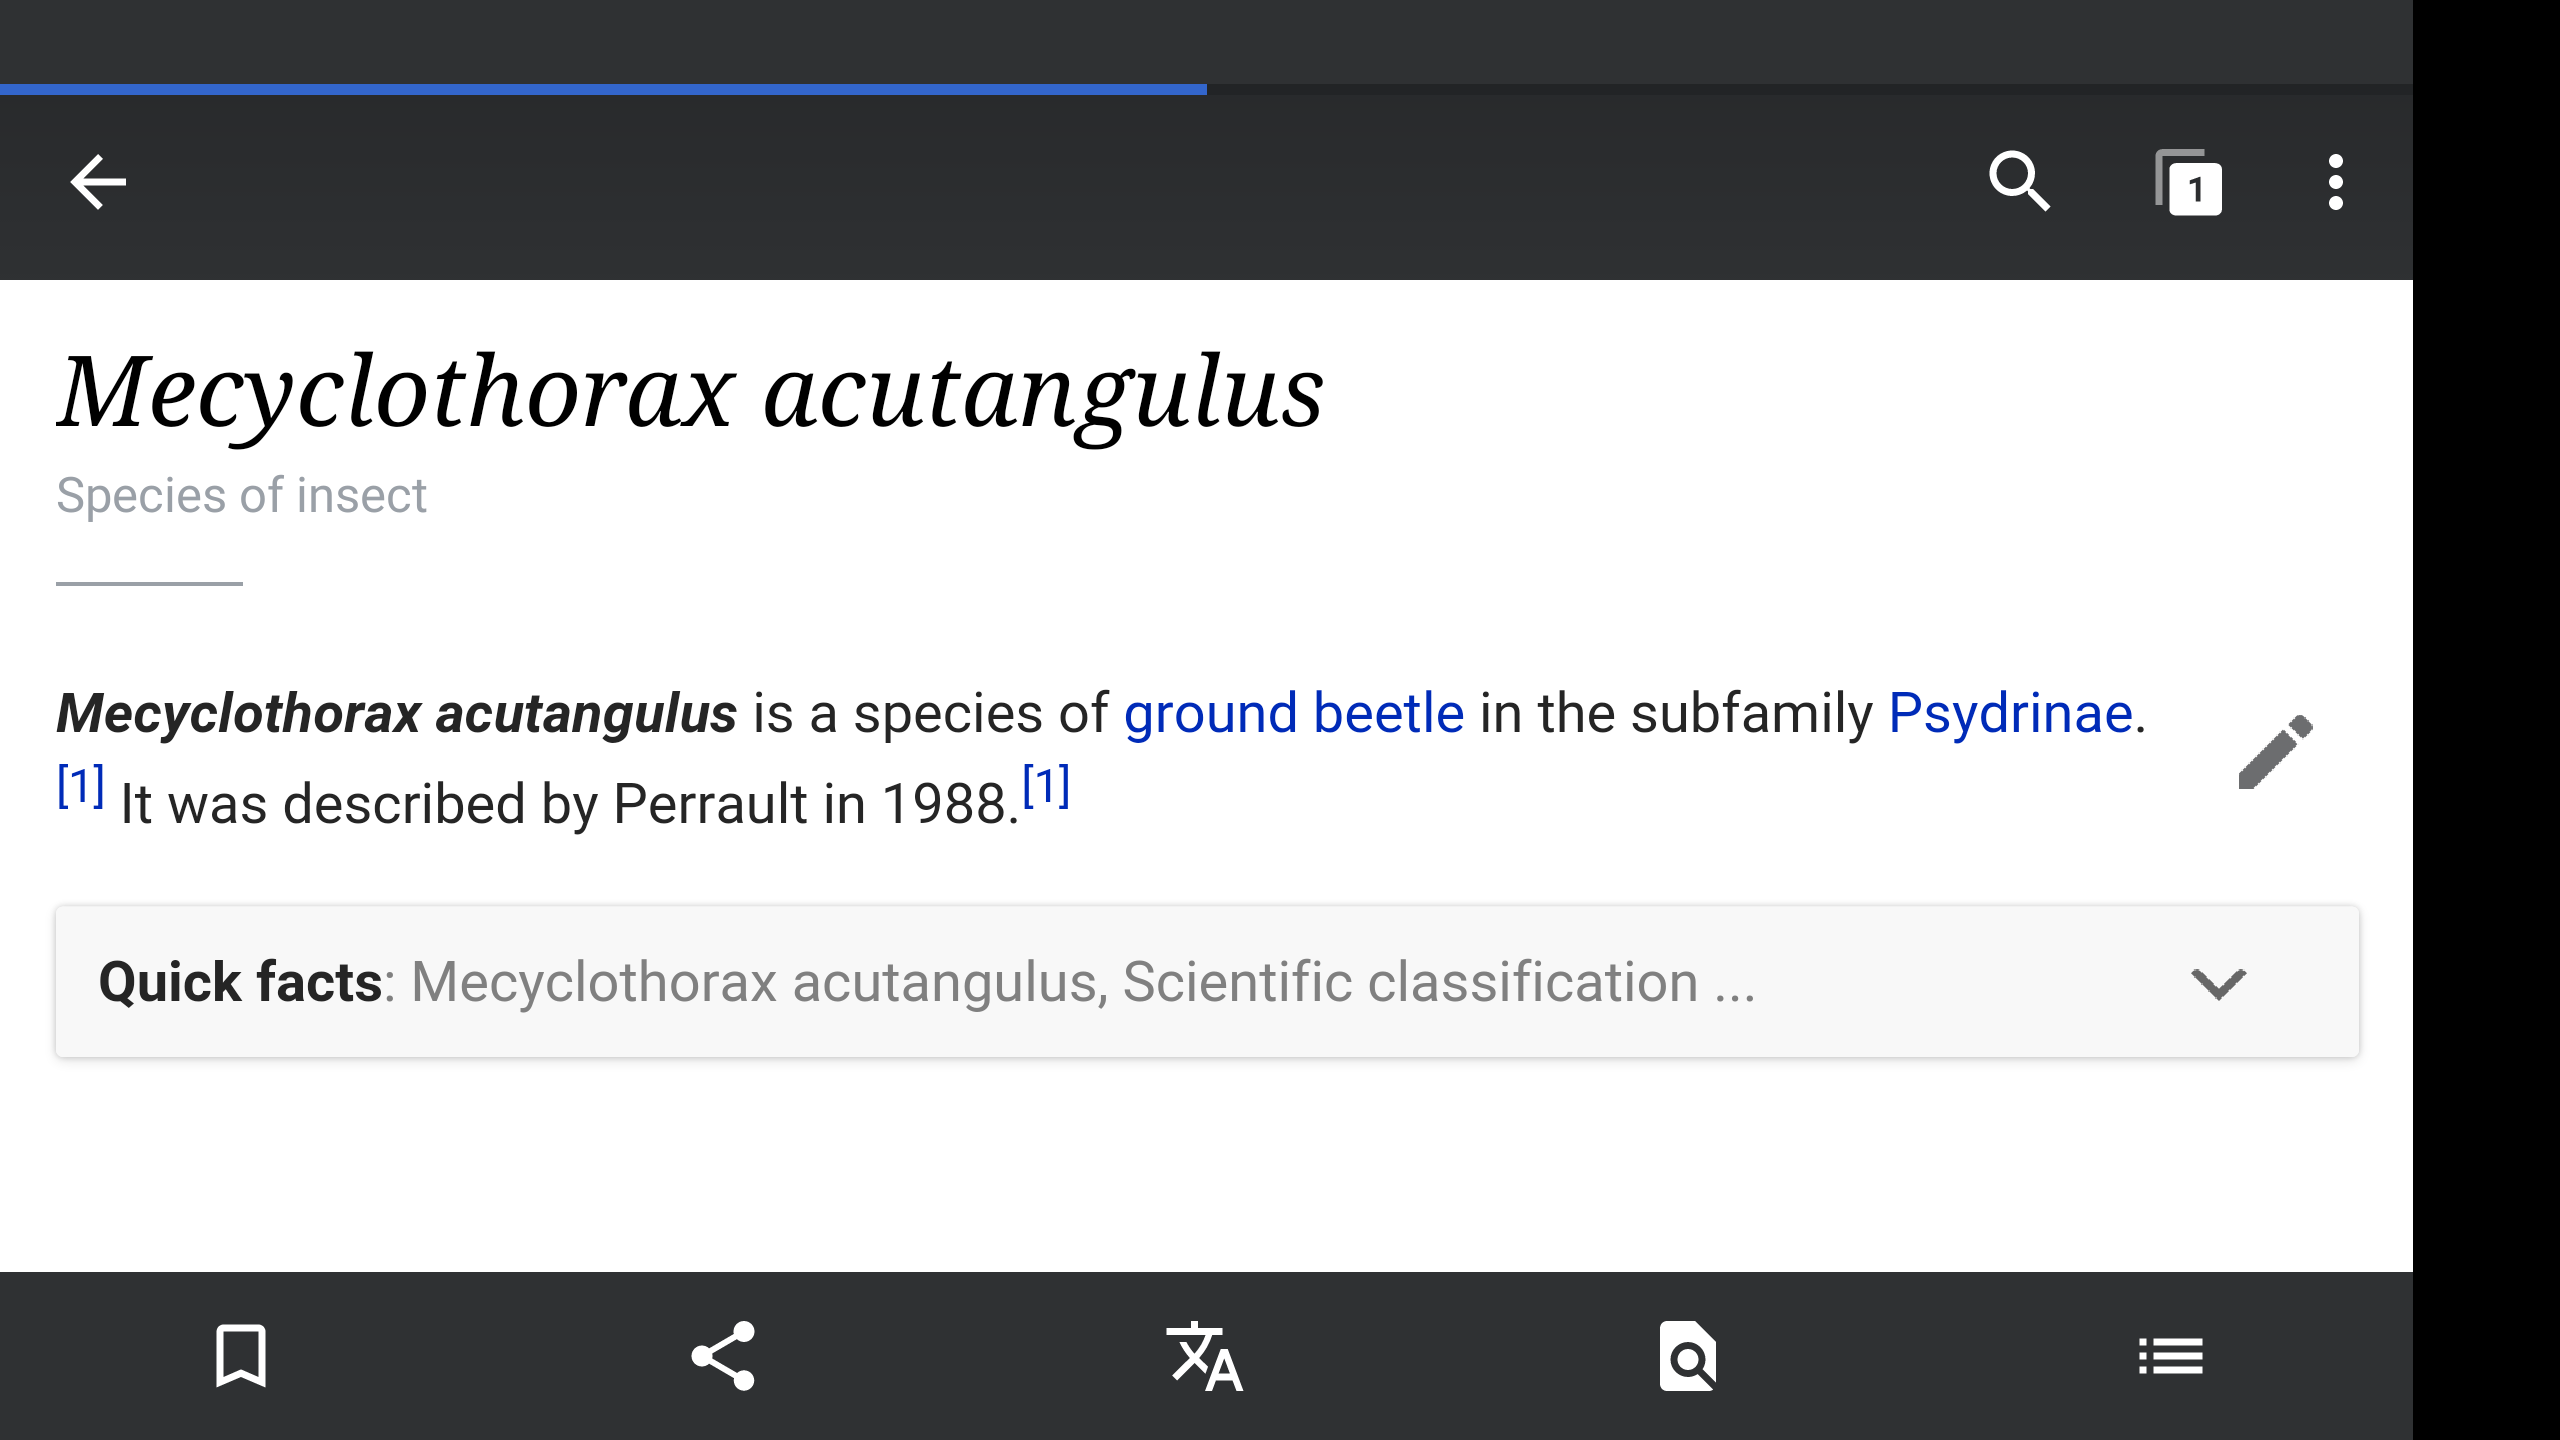 1
Mecyclothorax acutangulus
Species of insect
Mecyclothorax acutangulus is a species of ground beetle in the subfamily Psydrinae.
[1] It was described by Perrault in 1988.[1]
Quick facts: Mecyclothorax acutangulus, Scientific classification ...